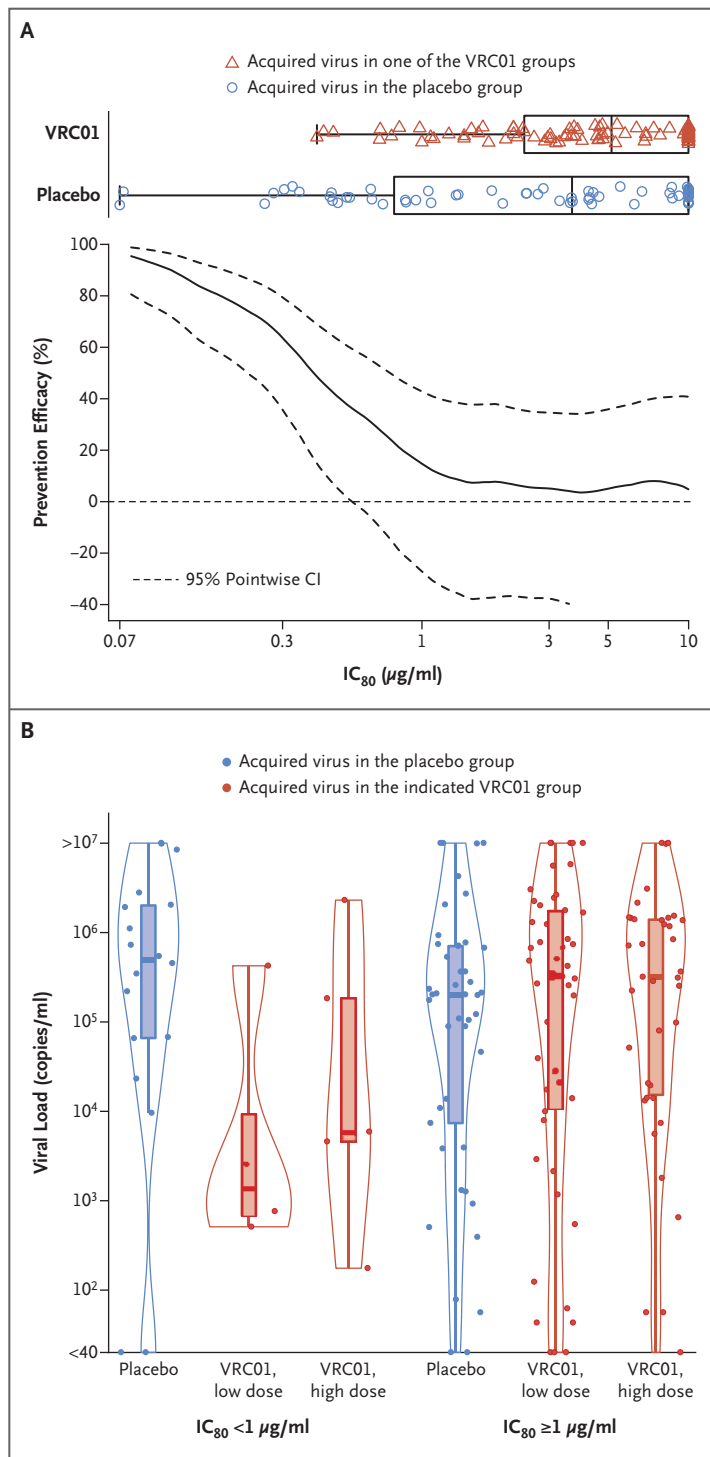 A
Acquired virus in one of the VRC01 groups
Acquired virus in the placebo group
VRC01
Placebo
100
80
60
40
20
0
−20
−40
Prevention Efficacy (%)
95% Pointwise CI
0.07
0.3
1
3
5
10
IC80 (µg/ml)
B
Acquired virus in the placebo group
Acquired virus in the indicated VRC01 group
>10⁷
10⁶
10⁵
10⁴
10³
10²
<40
Viral Load (copies/ml)
Placebo
VRC01,
low dose
VRC01,
high dose
Placebo
VRC01,
low dose
VRC01,
high dose
IC80 <1 µg/ml
IC80 ≥1 µg/ml